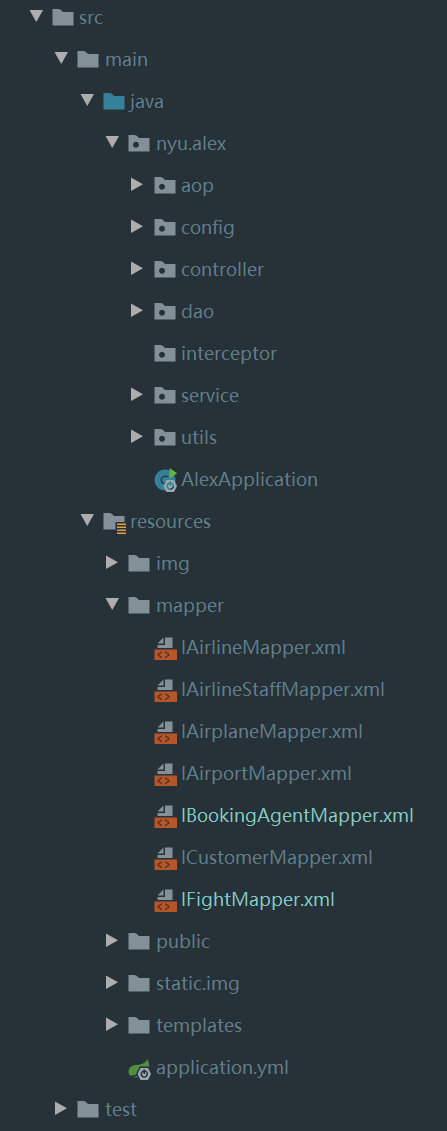 src
main
java
nyu.alex
aop
config
controller
dao
interceptor
service
utils
AlexApplication
resources
img
mapper
IAirlineMapper.xml
IAirlineStaffMapper.xml
IAirplaneMapper.xml
IAirportMapper.xml
IBookingAgentMapper.xml
ICustomerMapper.xml
IFightMapper.xml
public
static.img
templates
application.yml
test